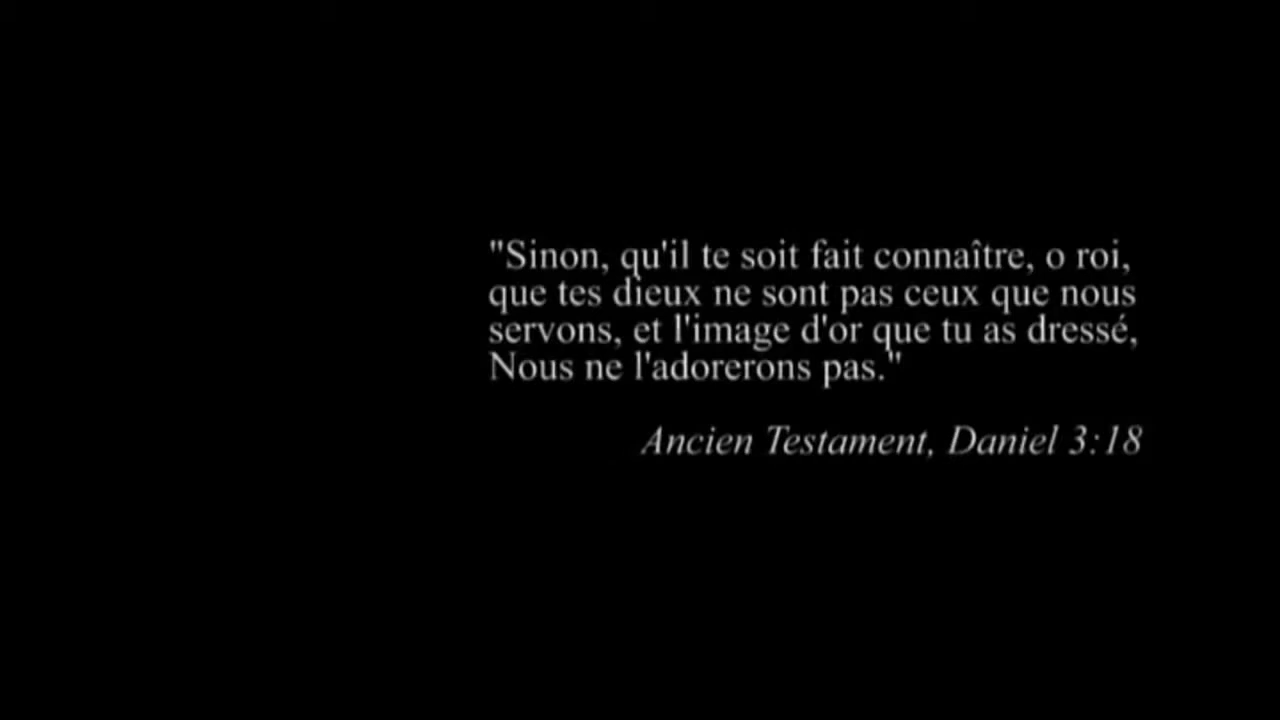 "Sinon, qu'il te soit fait connaître, o roi,
que tes dieux ne sont pas ceux que nous
servons, et l'image d'or que tu as dressé,
Nous ne l'adorerons pas."
Ancien Testament, Daniel 3:18